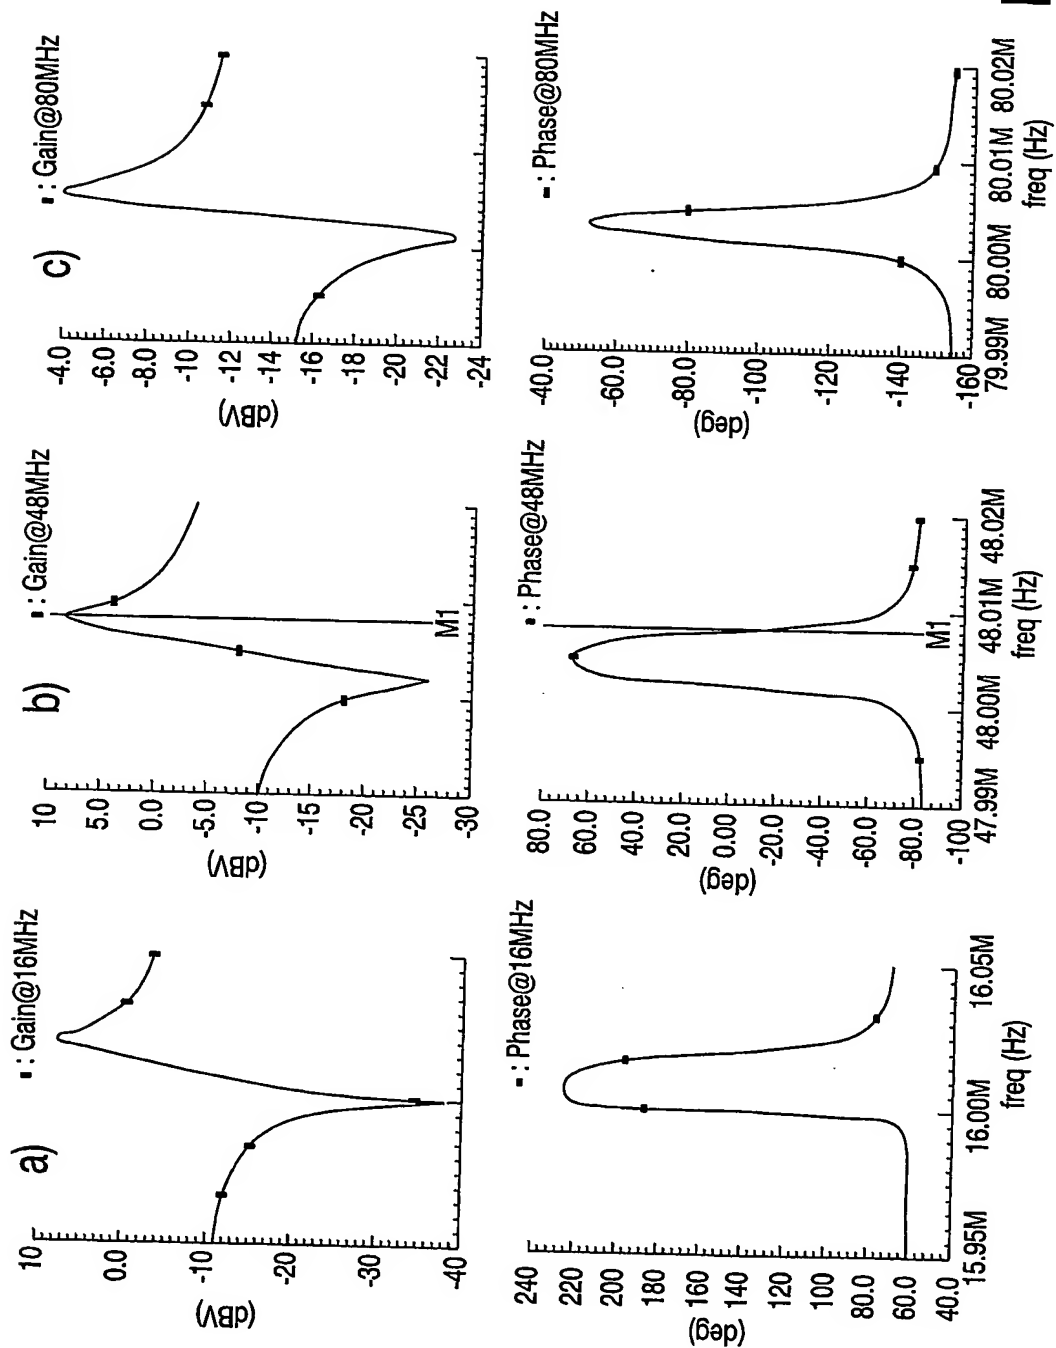 a)
▪ : Gain@16MHz
(dBV)
10
0.0
-10
-20
-30
-40
▪ : Phase@16MHz
(deg)
240
220
200
180
160
140
120
100
80.0
60.0
40.0
15.95M 16.00M 16.05M
freq (Hz)
b)
▪ : Gain@48MHz
(dBV)
10
5.0
0.0
-5.0
-10
-15
-20
-25
-30
M1
▪ : Phase@48MHz
(deg)
80.0
60.0
40.0
20.0
0.00
-20.0
-40.0
-60.0
-80.0
-100
M1
47.99M 48.00M 48.01M 48.02M
freq (Hz)
c)
▪ : Gain@80MHz
(dBV)
-4.0
-6.0
-8.0
-10
-12
-14
-16
-18
-20
-22
-24
▪ : Phase@80MHz
(deg)
-40.0
-60.0
-80.0
-100
-120
-140
-160
79.99M 80.00M 80.01M 80.02M
freq (Hz)